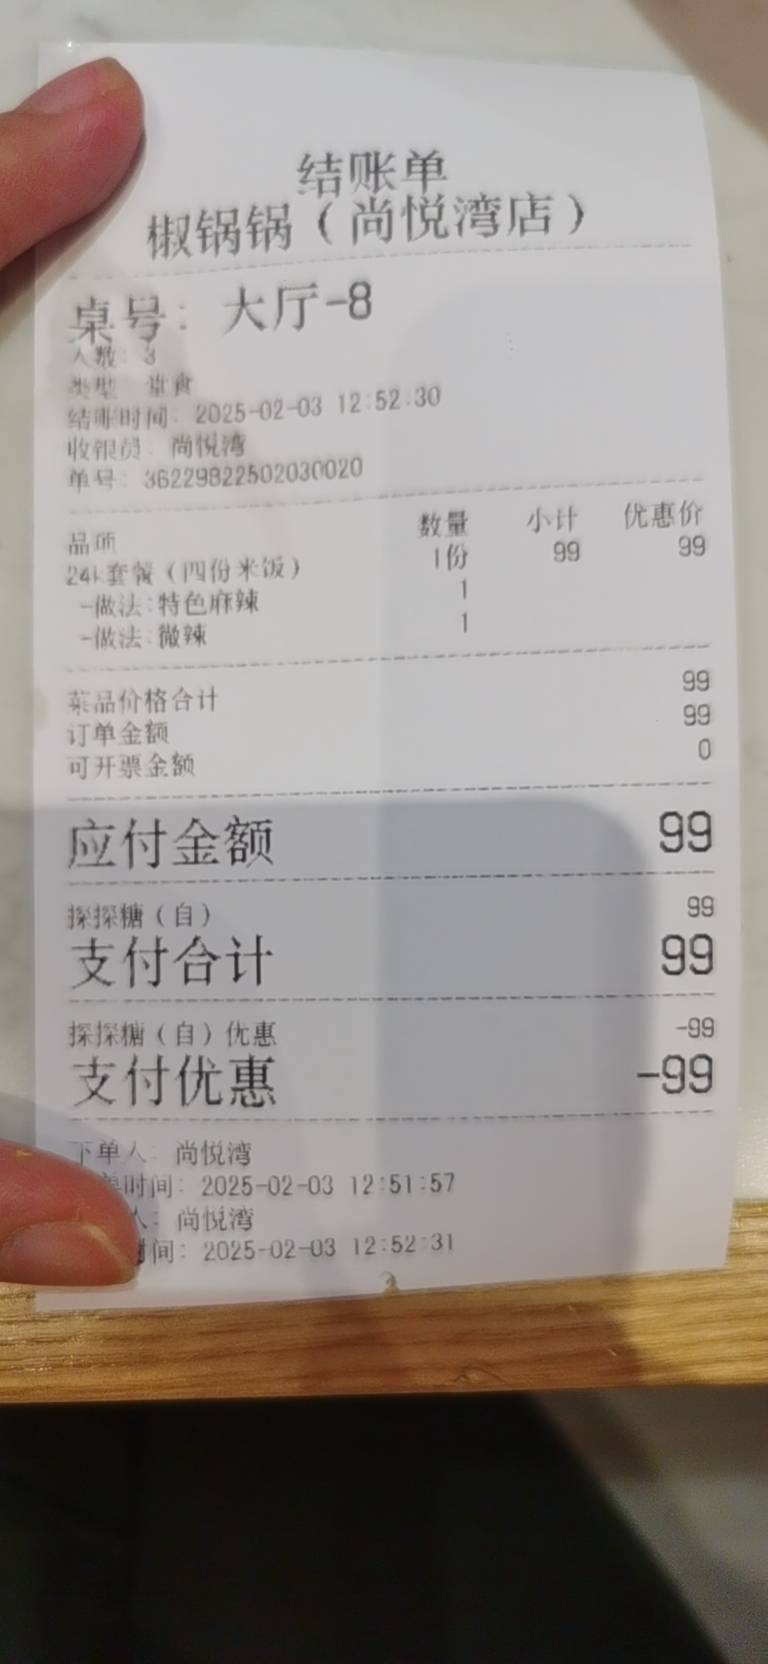 结账单
椒锅锅（尚悦湾店）
桌号: 大厅-8
人数: 3
类型: 堂食
结账时间: 2025-02-03 12:52:30
收银员: 尚悦湾
单号: 36229822502030020
品项 数量 小计 优惠价
24k套餐（四份米饭） 1份 99 99
-做法:特色麻辣 1
-做法:微辣 1
菜品价格合计 99
订单金额 99
可开票金额 0
应付金额 99
探探糖（自） 99
支付合计 99
探探糖（自）优惠 -99
支付优惠 -99
下单人: 尚悦湾
单时间: 2025-02-03 12:51:57
人: 尚悦湾
时间: 2025-02-03 12:52:31